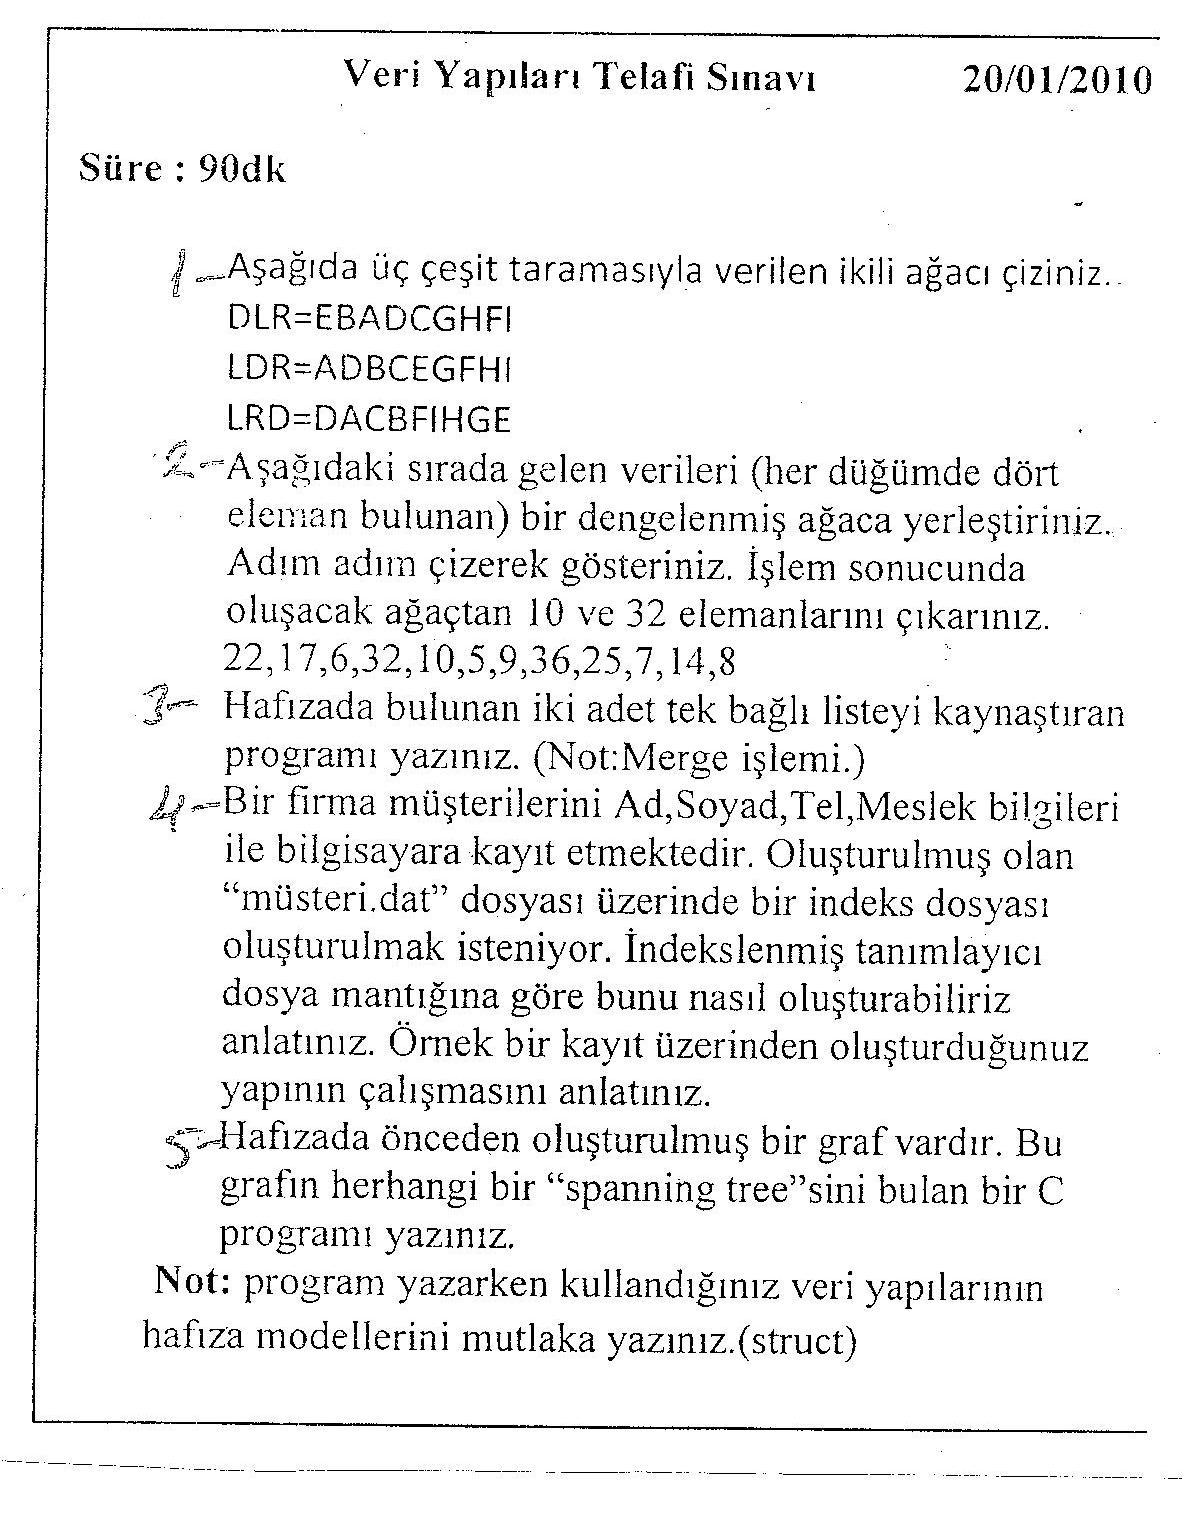 Veri Yapıları Telafi Sınavı 20/01/2010
Süre : 90dk
1- Aşağıda üç çeşit taramasıyla verilen ikili ağacı çiziniz.
DLR=EBADCGHFI
LDR=ADBCEGFHI
LRD=DACBFIHGE
2- Aşağıdaki sırada gelen verileri (her düğümde dört
eleman bulunan) bir dengelenmiş ağaca yerleştiriniz.
Adım adım çizerek gösteriniz. İşlem sonucunda
oluşacak ağaçtan 10 ve 32 elemanlarını çıkarınız.
22,17,6,32,10,5,9,36,25,7,14,8
3- Hafızada bulunan iki adet tek bağlı listeyi kaynaştıran
programı yazınız. (Not:Merge işlemi.)
4- Bir firma müşterilerini Ad,Soyad,Tel,Meslek bilgileri
ile bilgisayara kayıt etmektedir. Oluşturulmuş olan
“müsteri.dat” dosyası üzerinde bir indeks dosyası
oluşturulmak isteniyor. İndekslenmiş tanımlayıcı
dosya mantığına göre bunu nasıl oluşturabiliriz
anlatınız. Örnek bir kayıt üzerinden oluşturduğunuz
yapının çalışmasını anlatınız.
5- Hafızada önceden oluşturulmuş bir graf vardır. Bu
grafın herhangi bir “spanning tree”sini bulan bir C
programı yazınız.
Not: program yazarken kullandığınız veri yapılarının
hafıza modellerini mutlaka yazınız.(struct)